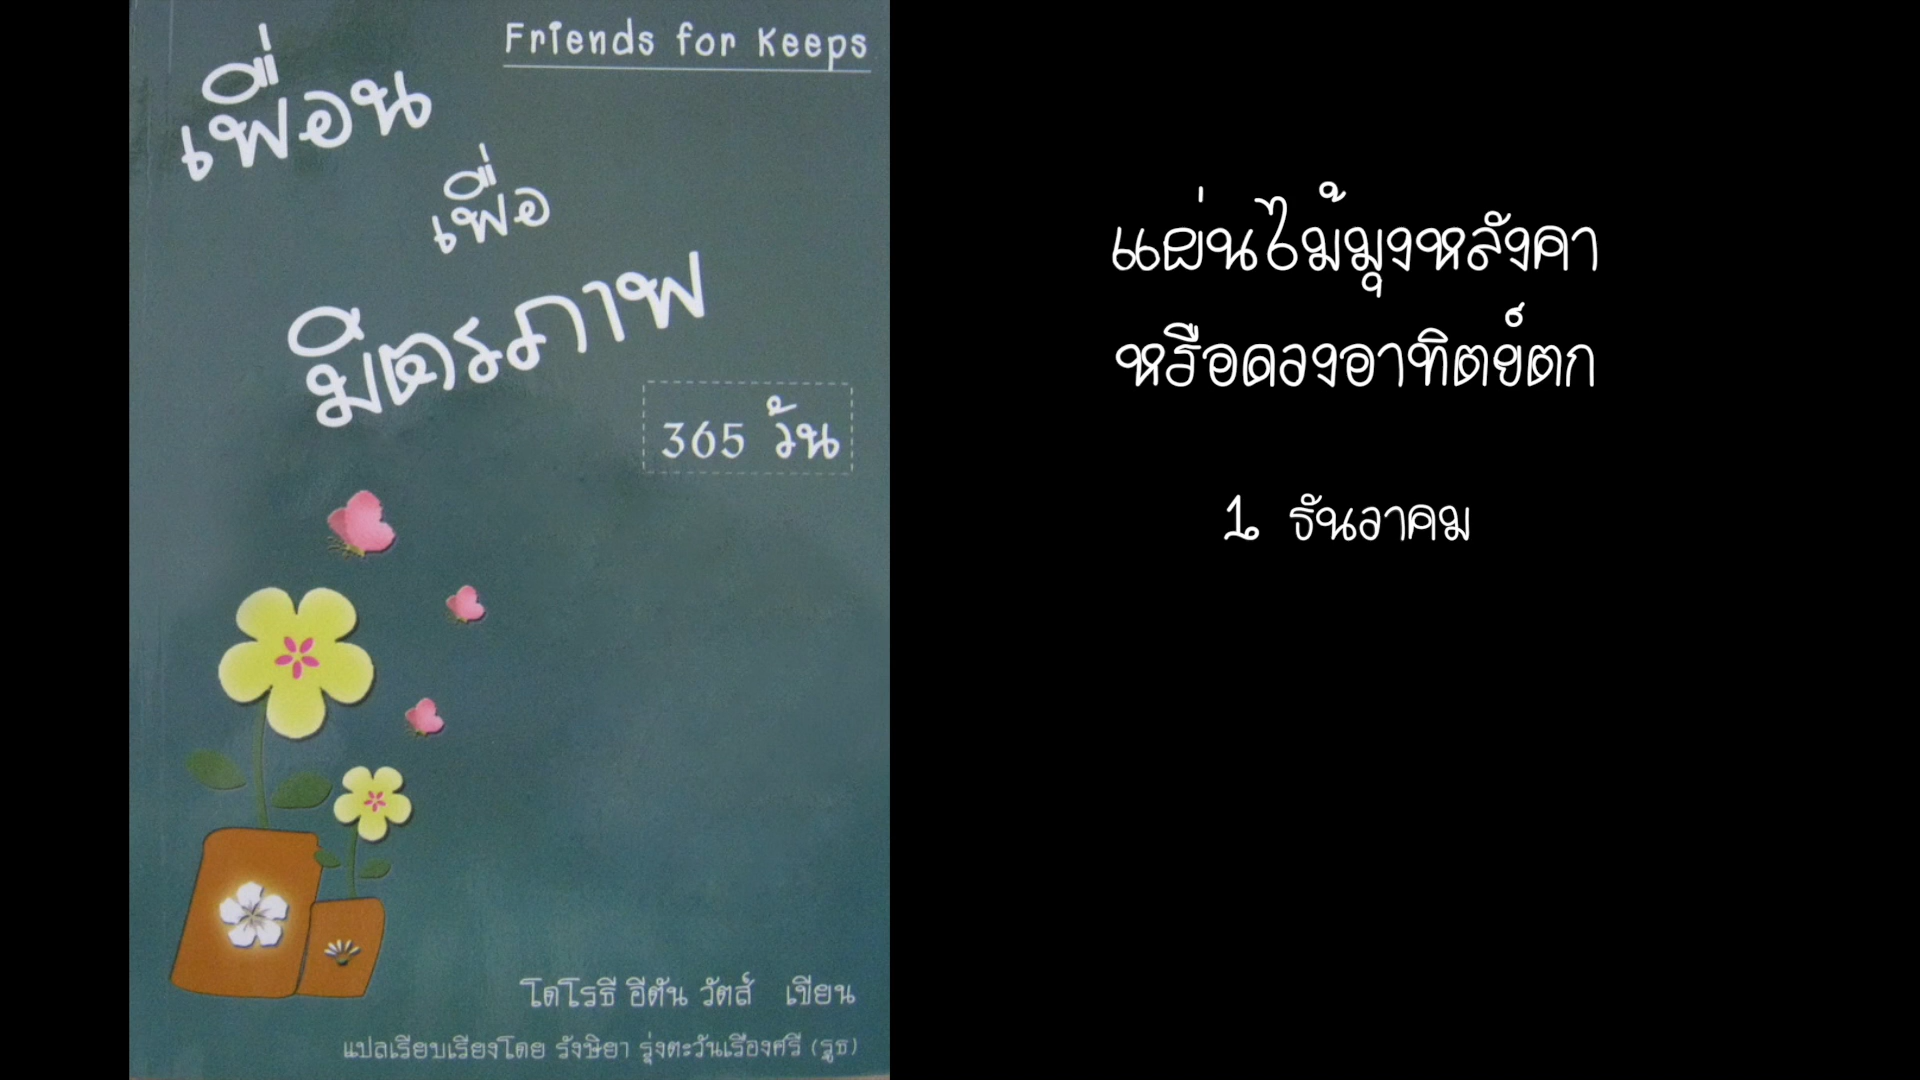 Friends for Keeps
เพื่อน
เพื่อ
มิตรภาพ
365 วัน
โดโรธี อีตัน วัตส์ เขียน
แปลเรียบเรียงโดย รังษิยา รุ่งตะวันเรืองศรี (รูธ)
แผ่นไม้มุงหลังคา
หรือดวงอาทิตย์ตก
1 ธันวาคม